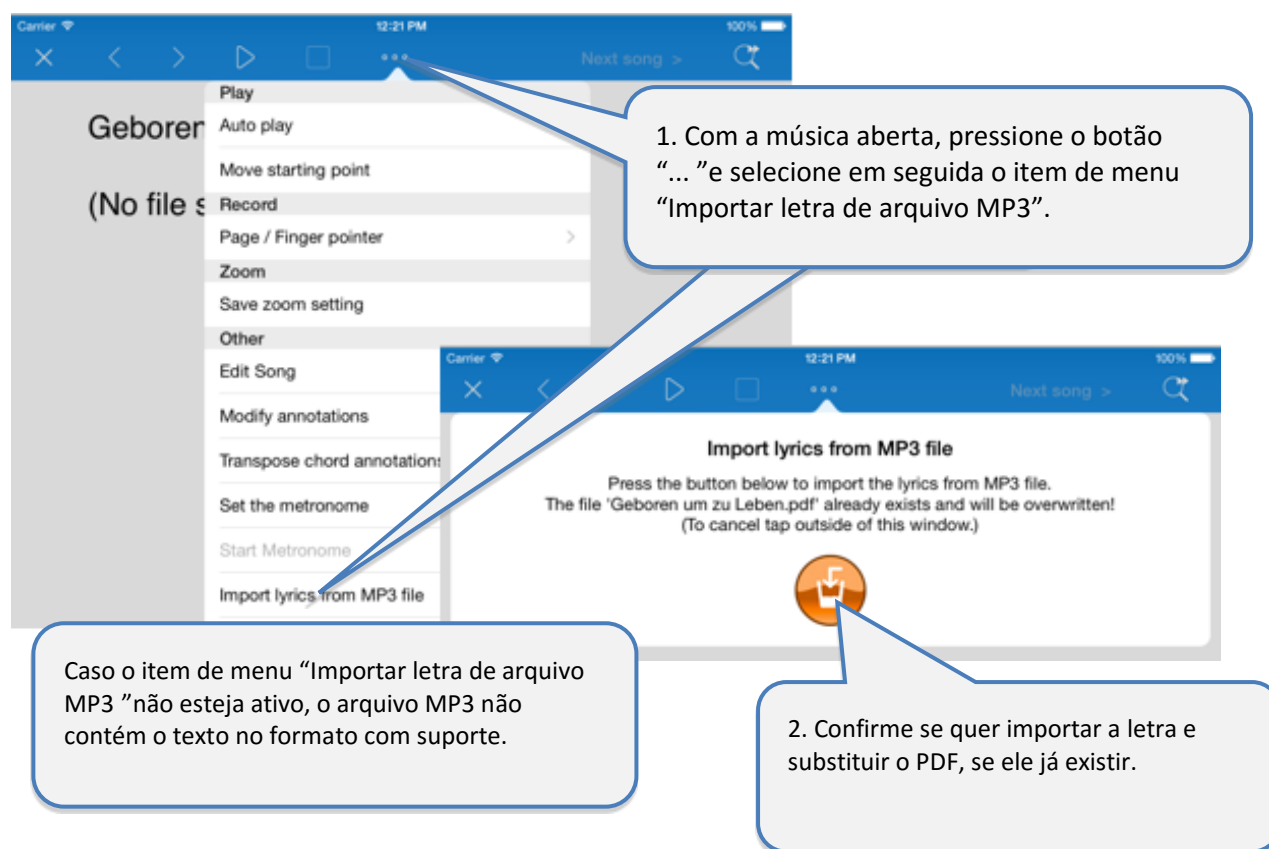 Carrier 12:21 PM 100%
Next song >
Play
Geboren
Auto play
Move starting point
(No file s
Record
Page / Finger pointer
Zoom
Save zoom setting
Other
Edit Song
Modify annotations
Transpose chord annotations
Set the metronome
Start Metronome
Import lyrics from MP3 file
1. Com a música aberta, pressione o botão
“... ”e selecione em seguida o item de menu
“Importar letra de arquivo MP3”.
Carrier 12:21 PM 100%
Next song >
Import lyrics from MP3 file
Press the button below to import the lyrics from MP3 file.
The file 'Geboren um zu Leben.pdf' already exists and will be overwritten!
(To cancel tap outside of this window.)
Caso o item de menu “Importar letra de arquivo
MP3 ”não esteja ativo, o arquivo MP3 não
contém o texto no formato com suporte.
2. Confirme se quer importar a letra e
substituir o PDF, se ele já existir.